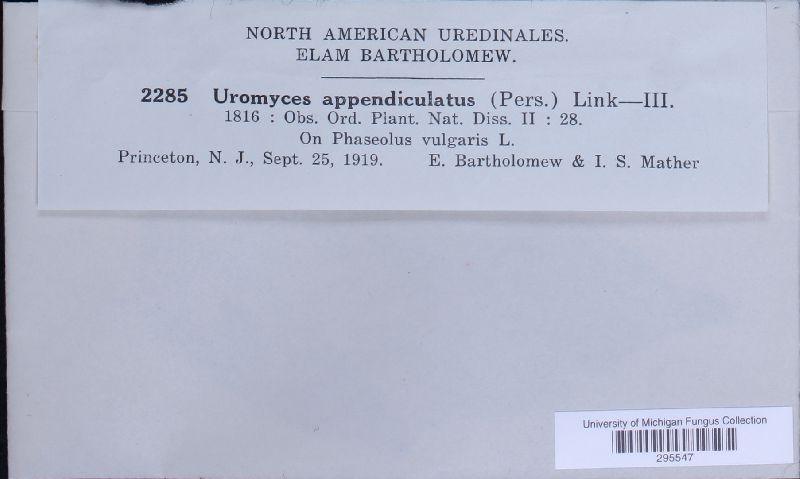 NORTH AMERICAN UREDINALES.
ELAM BARTHOLOMEW.
2285 Uromyces appendiculatus (Pers.) Link—III.
1816 : Obs. Ord. Plant. Nat. Diss. II : 28.
On Phaseolus vulgaris L.
Princeton, N. J., Sept. 25, 1919. E. Bartholomew & I. S. Mather
University of Michigan Fungus Collection
295547